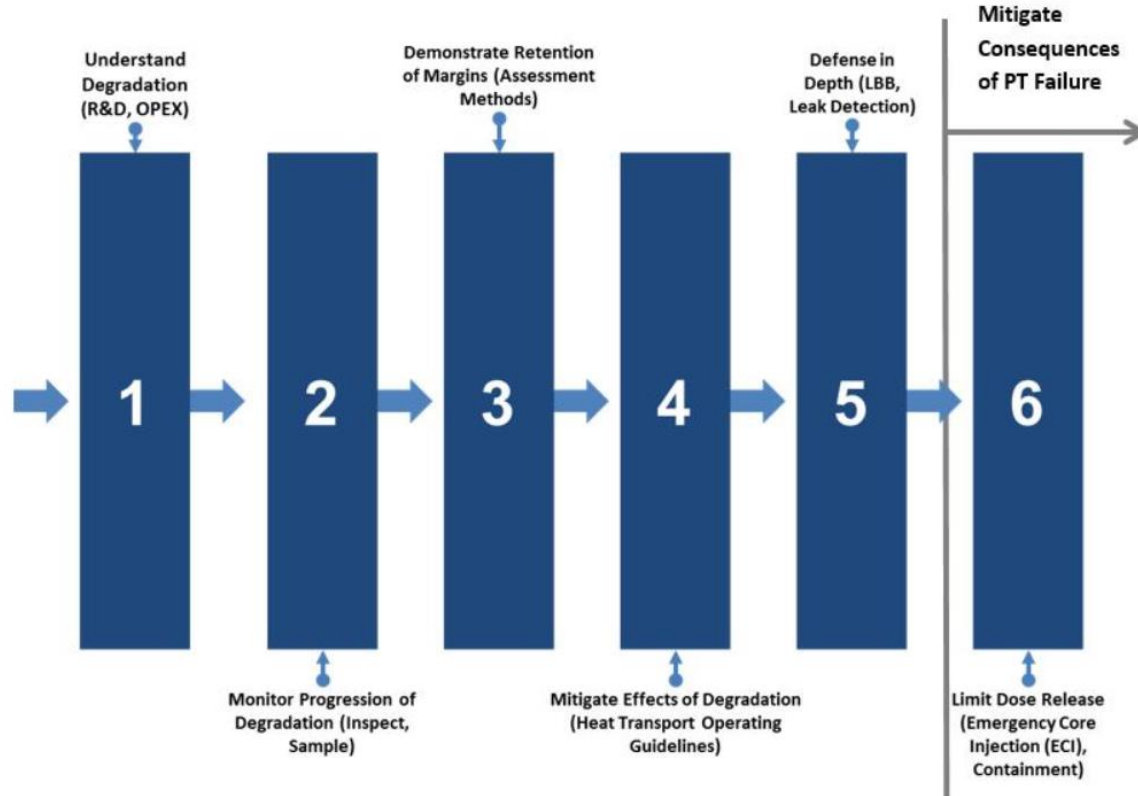 Mitigate
Consequences
of PT Failure
Understand
Degradation
(R&D, OPEX)
Demonstrate Retention
of Margins (Assessment
Methods)
Defense in
Depth (LBB,
Leak Detection)
1
2
3
4
5
6
Monitor Progression of
Degradation (Inspect,
Sample)
Mitigate Effects of Degradation
(Heat Transport Operating
Guidelines)
Limit Dose Release
(Emergency Core
Injection (ECI),
Containment)